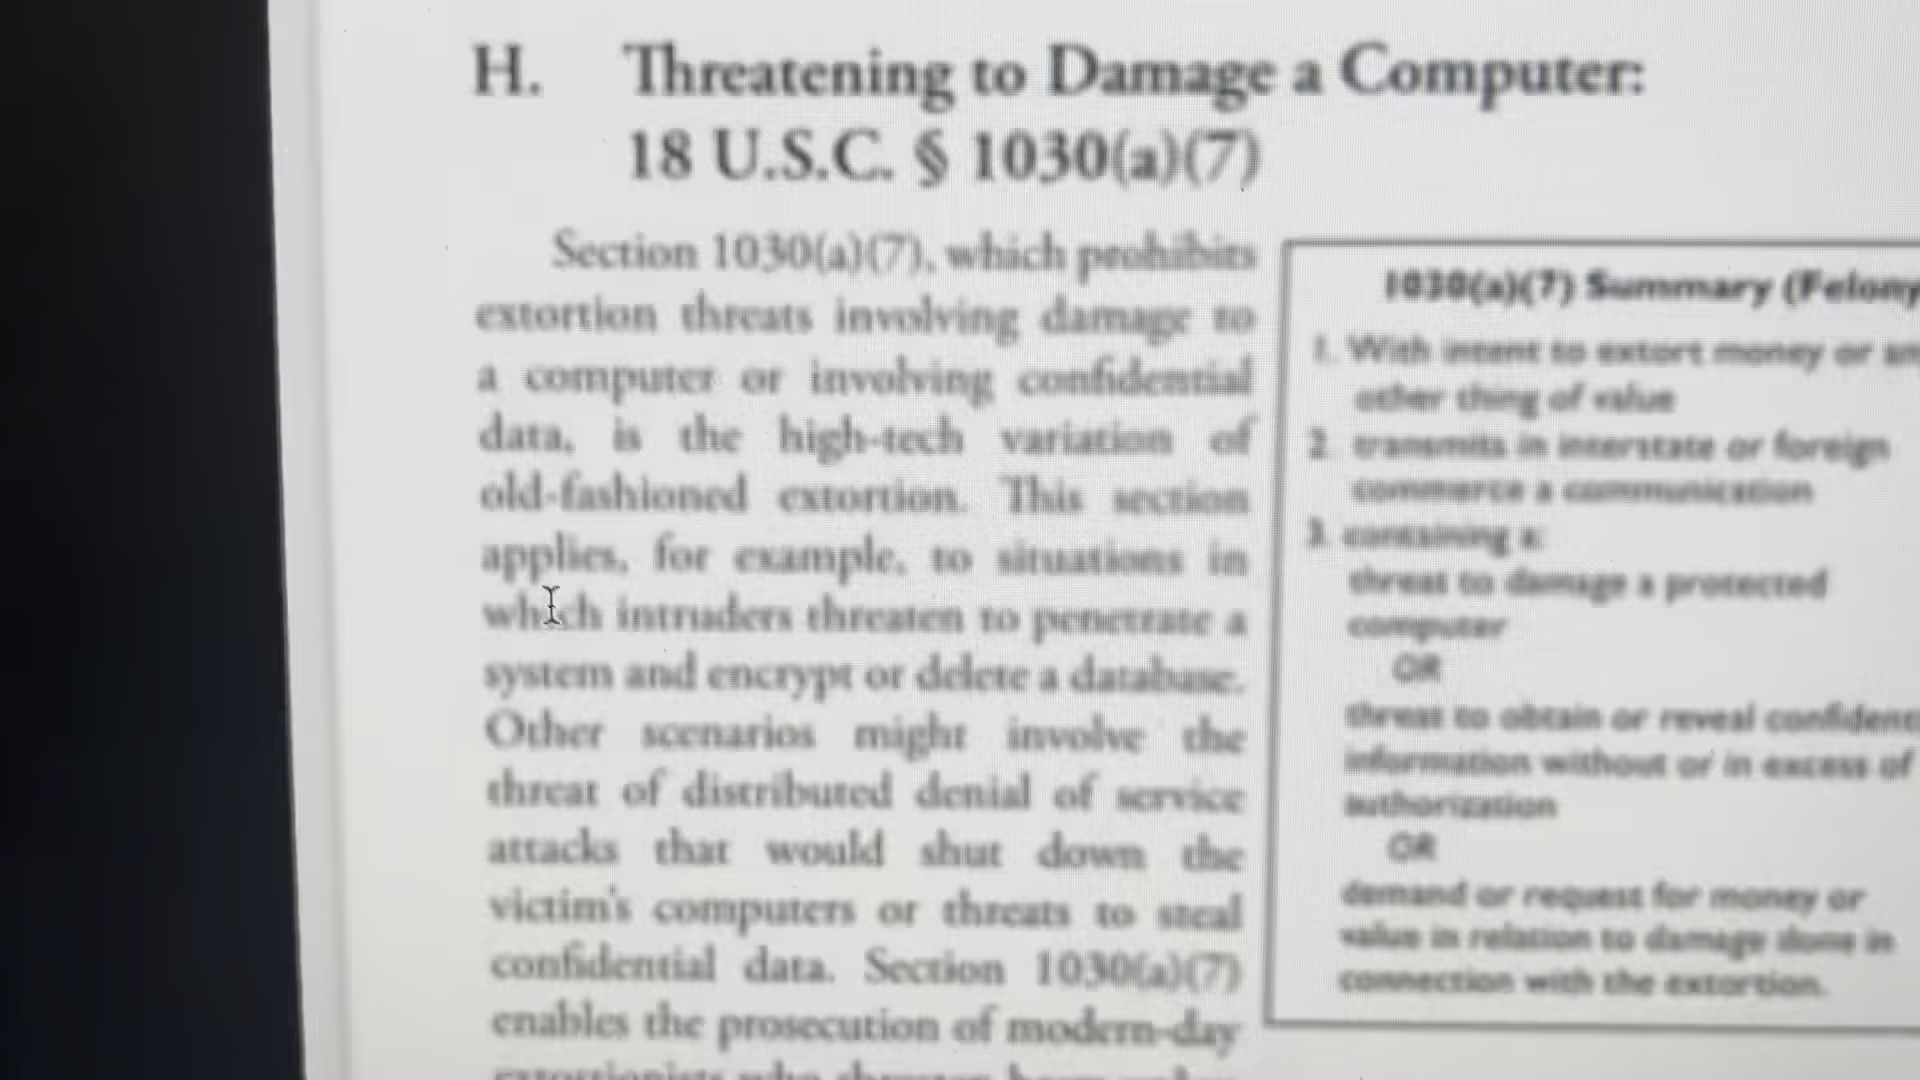 H. Threatening to Damage a Computer:
18 U.S.C. § 1030(a)(7)
Section 1030(a)(7), which prohibits
extortion threats involving damage to
a computer or involving confidential
data, is the high-tech variation of
old-fashioned extortion. This section
applies, for example, to situations in
which intruders threaten to penetrate a
system and encrypt or delete a database.
Other scenarios might involve the
threat of distributed denial of service
attacks that would shut down the
victim's computers or threats to steal
confidential data. Section 1030(a)(7)
enables the prosecution of modern-day
1030(a)(7) Summary (Felony
1. With intent to extort money or
other thing of value
2. transmits in interstate or foreign
commerce a communication
3. containing a:
threat to damage a protected
computer
OR
threat to obtain or reveal
information without or in excess of
authorization
OR
demand or request for money or
value in relation to damage done in
connection with the extortion.